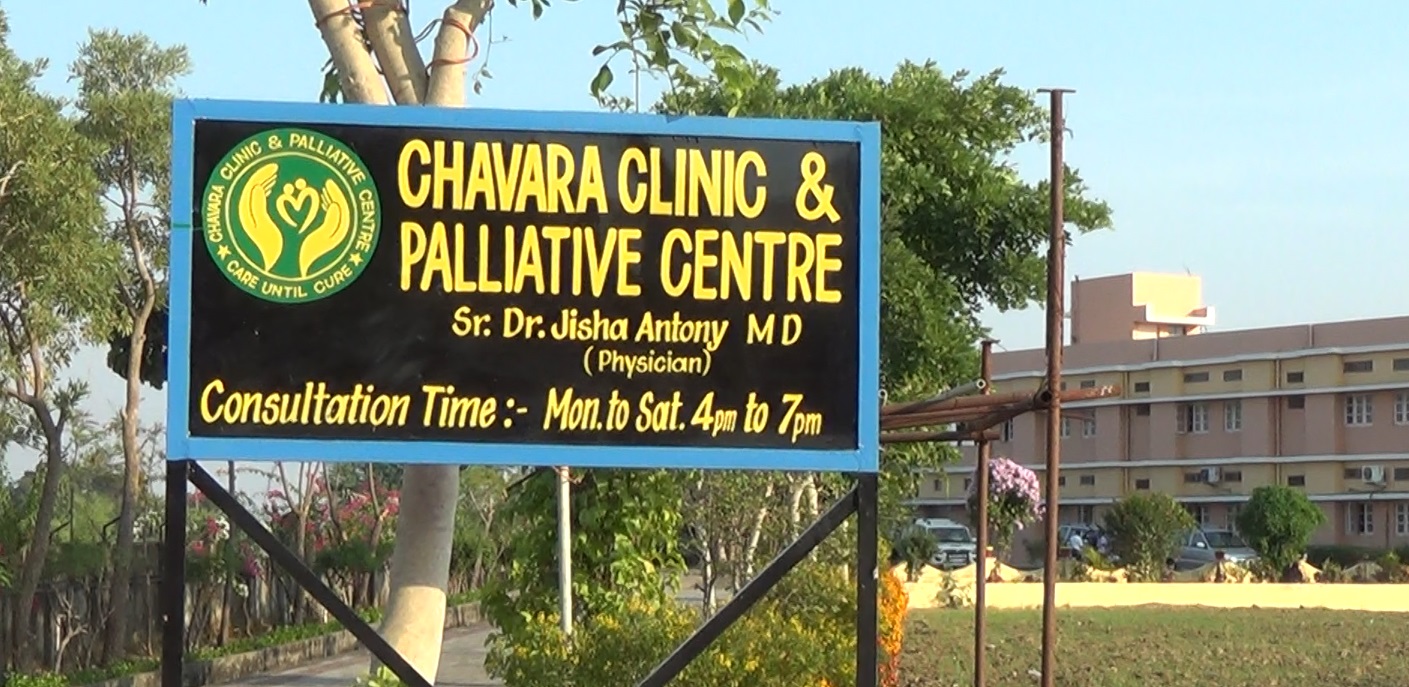 CHAVARA CLINIC & PALLIATIVE CENTRE
★ CARE UNTIL CURE ★
CHAVARA CLINIC &
PALLIATIVE CENTRE
Sr. Dr. Jisha Antony MD
(Physician)
Consultation Time :- Mon. to Sat. 4pm to 7pm